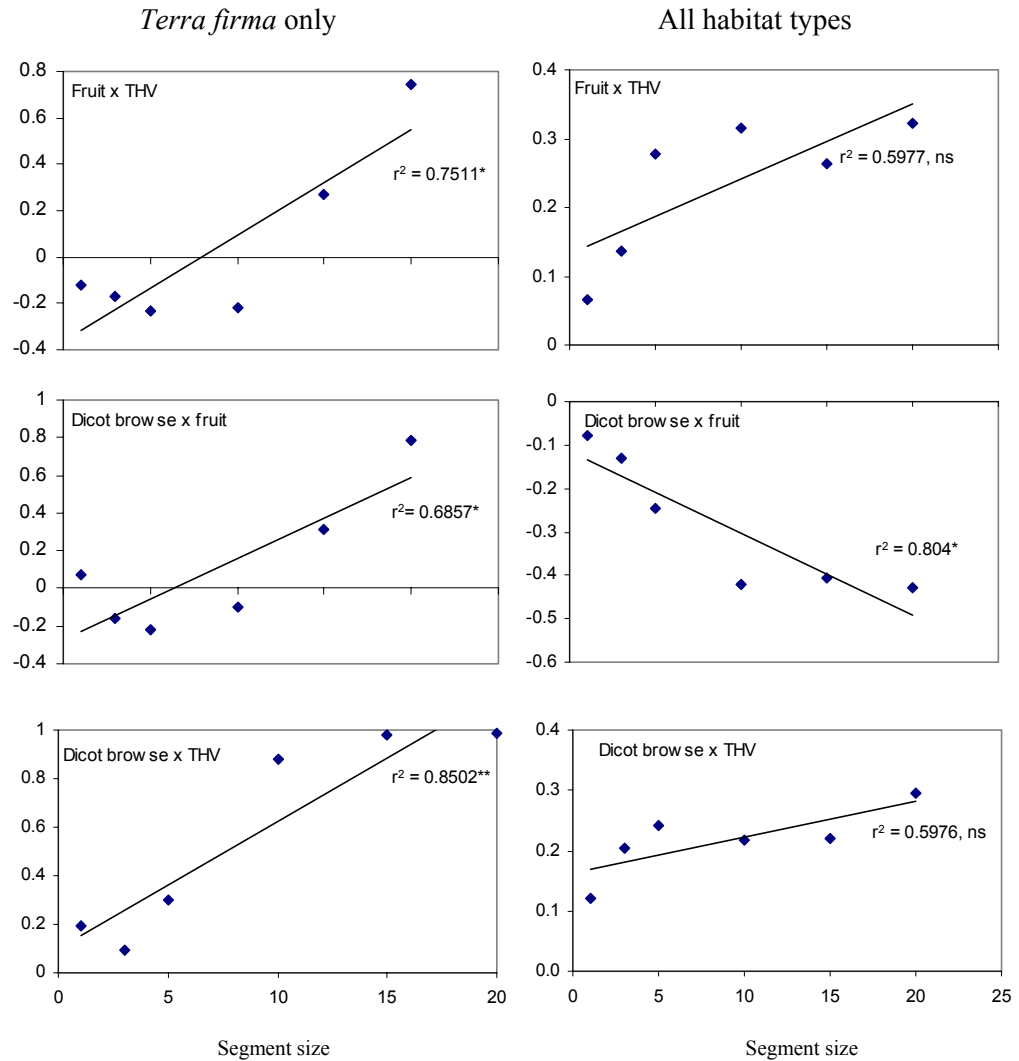 Terra firma only
All habitat types
0.8
0.6
0.4
0.2
0
-0.2
-0.4
Fruit x THV
r² = 0.7511*
0.4
0.3
0.2
0.1
0
Fruit x THV
r² = 0.5977, ns
1
0.8
0.6
0.4
0.2
0
-0.2
-0.4
Dicot brow se x fruit
r²= 0.6857*
0
-0.1
-0.2
-0.3
-0.4
-0.5
-0.6
Dicot brow se x fruit
r² = 0.804*
1
0.8
0.6
0.4
0.2
0
Dicot brow se x THV
r² = 0.8502**
0 5 10 15 20
Segment size
0.4
0.3
0.2
0.1
0.0
Dicot brow se x THV
r² = 0.5976, ns
0 5 10 15 20 25
Segment size